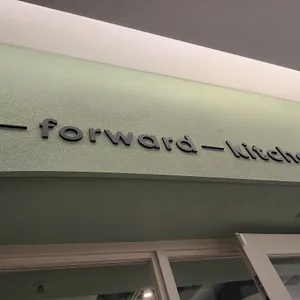 — forward — kitche